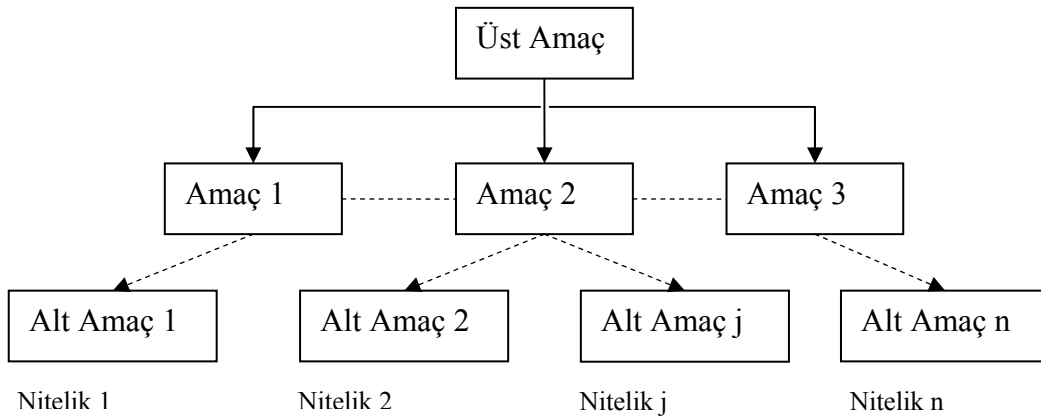 Üst Amaç
Amaç 1
Amaç 2
Amaç 3
Alt Amaç 1
Alt Amaç 2
Alt Amaç j
Alt Amaç n
Nitelik 1
Nitelik 2
Nitelik j
Nitelik n